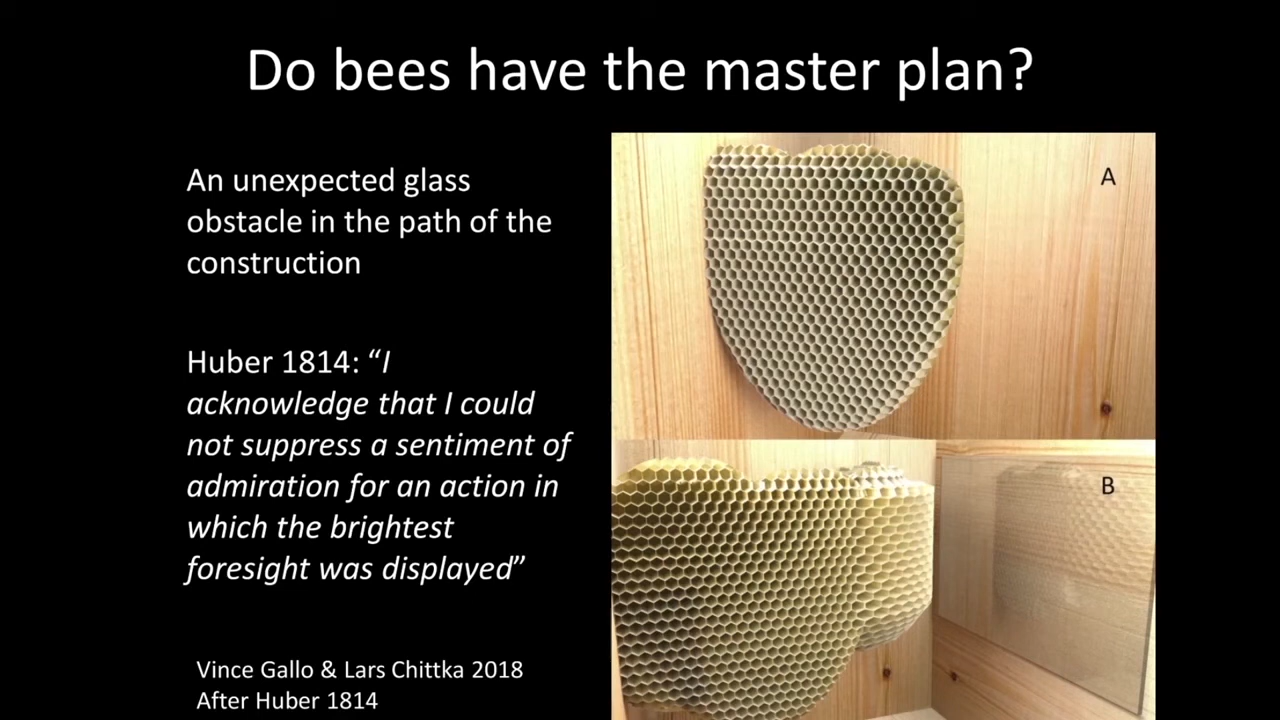 Do bees have the master plan?
An unexpected glass
obstacle in the path of the
construction
Huber 1814: “I
acknowledge that I could
not suppress a sentiment of
admiration for an action in
which the brightest
foresight was displayed”
Vince Gallo & Lars Chittka 2018
After Huber 1814
A
B